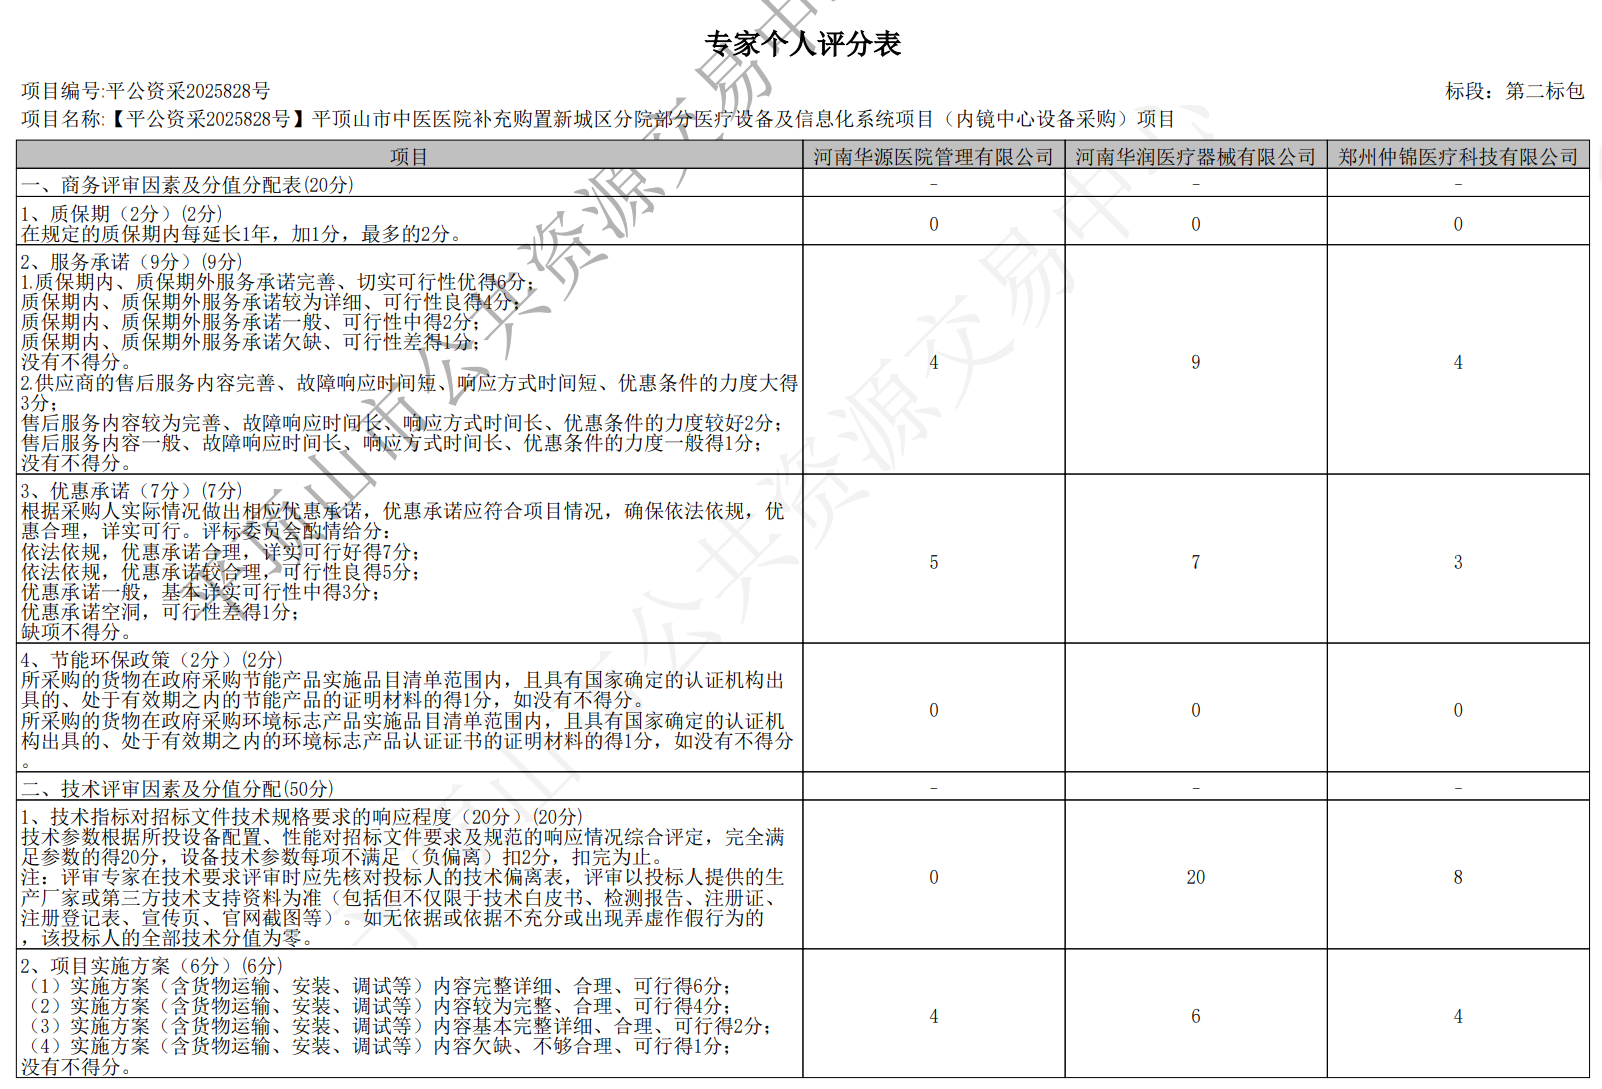 专家个人评分表
项目编号:平公资采2025828号 标段：第二标包
项目名称:【平公资采2025828号】平顶山市中医医院补充购置新城区分院部分医疗设备及信息化系统项目（内镜中心设备采购）项目
项目 河南华源医院管理有限公司 河南华润医疗器械有限公司 郑州仲锦医疗科技有限公司
一、商务评审因素及分值分配表(20分) - - -
1、质保期（2分）(2分)
在规定的质保期内每延长1年，加1分，最多的2分。
0 0 0
2、服务承诺（9分）(9分)
1.质保期内、质保期外服务承诺完善、切实可行性优得6分；
质保期内、质保期外服务承诺较为详细、可行性良得4分；
质保期内、质保期外服务承诺一般、可行性中得2分；
质保期内、质保期外服务承诺欠缺、可行性差得1分；
没有不得分。
2.供应商的售后服务内容完善、故障响应时间短、响应方式时间短、优惠条件的力度大得
3分；
售后服务内容较为完善、故障响应时间长、响应方式时间长、优惠条件的力度较好2分；
售后服务内容一般、故障响应时间长、响应方式时间长、优惠条件的力度一般得1分；
没有不得分。
4 9 4
3、优惠承诺（7分）(7分)
根据采购人实际情况做出相应优惠承诺，优惠承诺应符合项目情况，确保依法依规，优
惠合理，详实可行。评标委员会酌情给分：
依法依规，优惠承诺合理，详实可行好得7分；
依法依规，优惠承诺较合理，可行性良得5分；
优惠承诺一般，基本详实可行性中得3分；
优惠承诺空洞，可行性差得1分；
缺项不得分。
5 7 3
4、节能环保政策（2分）(2分)
所采购的货物在政府采购节能产品实施品目清单范围内，且具有国家确定的认证机构出
具的、处于有效期之内的节能产品的证明材料的得1分，如没有不得分。
所采购的货物在政府采购环境标志产品实施品目清单范围内，且具有国家确定的认证机
构出具的、处于有效期之内的环境标志产品认证证书的证明材料的得1分，如没有不得分
。
0 0 0
二、技术评审因素及分值分配(50分) - - -
1、技术指标对招标文件技术规格要求的响应程度（20分）(20分)
技术参数根据所投设备配置、性能对招标文件要求及规范的响应情况综合评定，完全满
足参数的得20分，设备技术参数每项不满足（负偏离）扣2分，扣完为止。
注：评审专家在技术要求评审时应先核对投标人的技术偏离表，评审以投标人提供的生
产厂家或第三方技术支持资料为准（包括但不仅限于技术白皮书、检测报告、注册证、
注册登记表、宣传页、官网截图等）。如无依据或依据不充分或出现弄虚作假行为的
，该投标人的全部技术分值为零。
0 20 8
2、项目实施方案（6分）(6分)
（1）实施方案（含货物运输、安装、调试等）内容完整详细、合理、可行得6分；
（2）实施方案（含货物运输、安装、调试等）内容较为完整、合理、可行得4分；
（3）实施方案（含货物运输、安装、调试等）内容基本完整详细、合理、可行得2分；
（4）实施方案（含货物运输、安装、调试等）内容欠缺、不够合理、可行得1分；
没有不得分。
4 6 4
平顶山市公共资源交易中
平顶山市公共资源交易中心